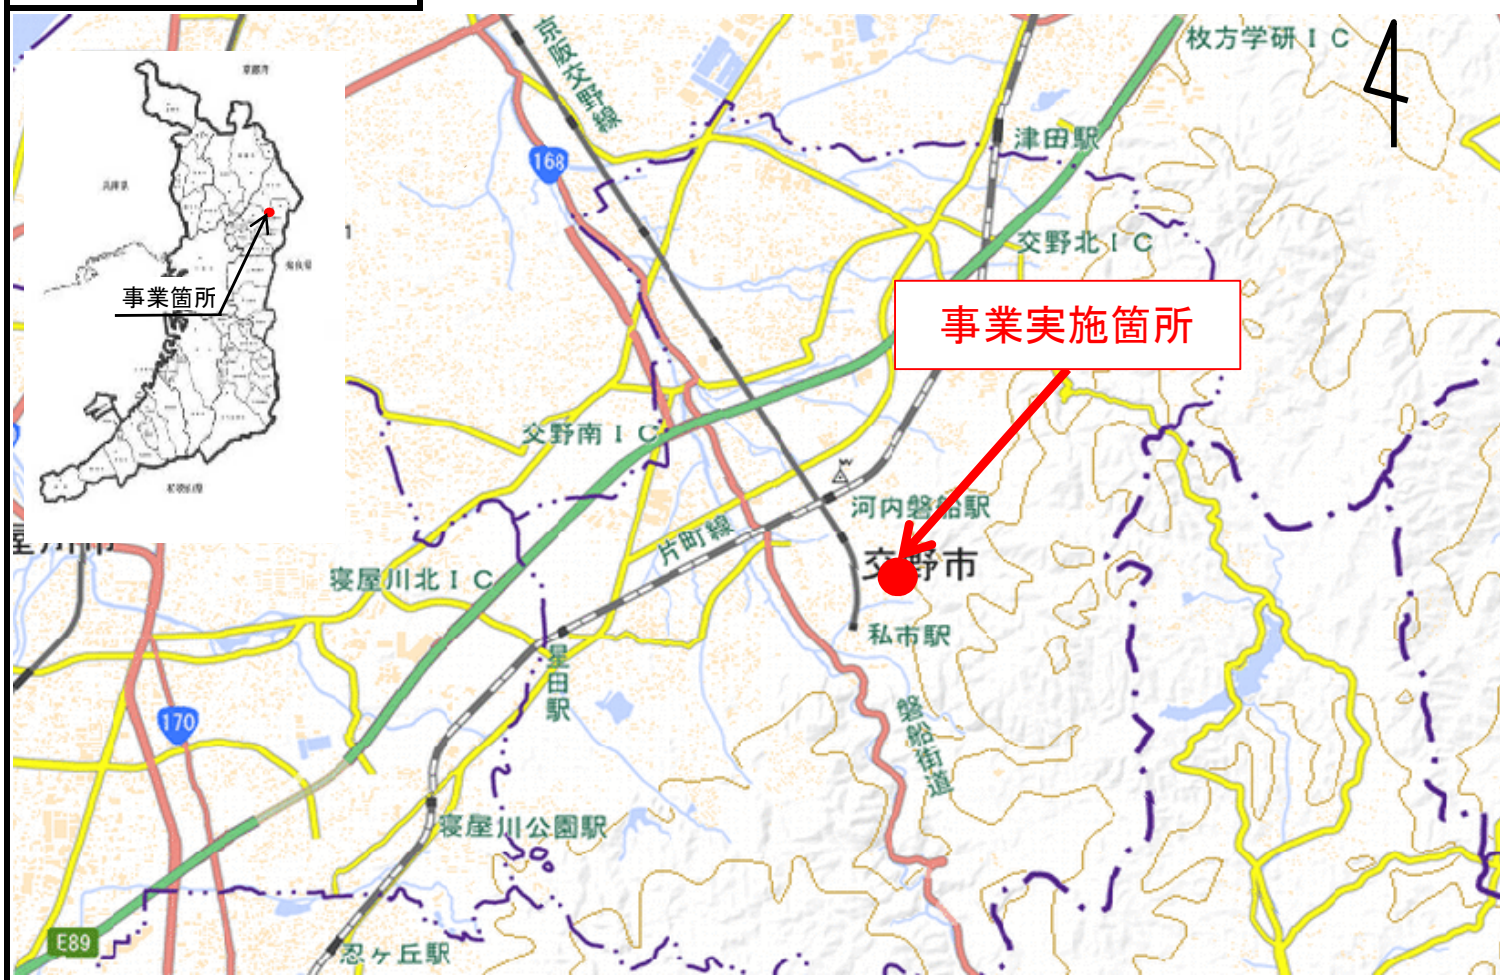 枚方学研ＩＣ
京阪交野線
津田駅
168
交野北ＩＣ
事業実施箇所
事業箇所
交野南ＩＣ
河内磐船駅
片町線
交野市
寝屋川北ＩＣ
私市駅
星田駅
磐船街道
170
寝屋川公園駅
E89
忍ヶ丘駅